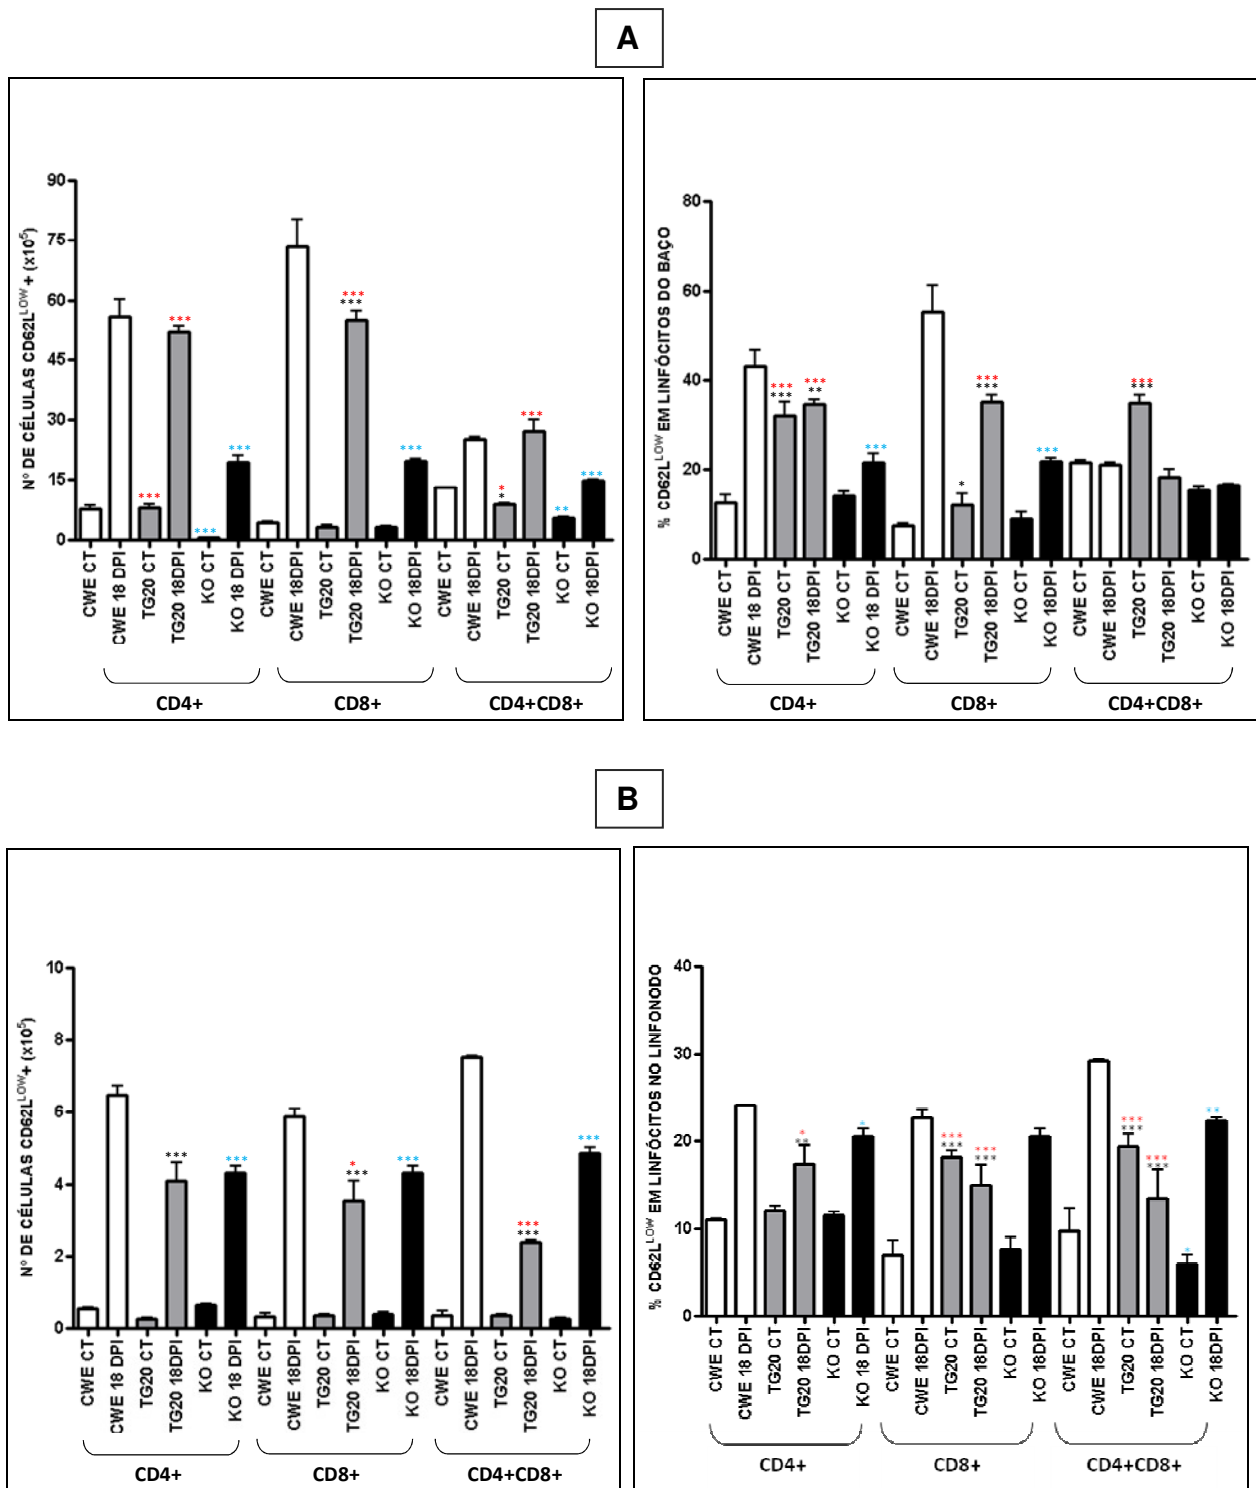 A
90
75
60
45
30
15
0
Nº DE CÉLULAS CD62L^LOW + (x10^5)
*** *** *** *** *** *** *** * * *** ** ***
CWE CT
CWE 18 DPI
TG20 CT
TG20 18DPI
KO CT
KO 18 DPI
CWE CT
CWE 18DPI
TG20 CT
TG20 18DPI
KO CT
KO 18DPI
CWE CT
CWE 18DPI
TG20 CT
TG20 18DPI
KO CT
KO 18DPI
CD4+
CD8+
CD4+CD8+
80
60
40
20
0
% CD62L^LOW EM LINFÓCITOS DO BAÇO
*** *** *** ** *** * *** *** *** *** ***
CWE CT
CWE 18 DPI
TG20 CT
TG20 18DPI
KO CT
KO 18 DPI
CWE CT
CWE 18DPI
TG20 CT
TG20 18DPI
KO CT
KO 18DPI
CWE CT
CWE 18DPI
TG20 CT
TG20 18DPI
KO CT
KO 18DPI
CD4+
CD8+
CD4+CD8+
B
10
8
6
4
2
0
Nº DE CÉLULAS CD62L^LOW + (x10^5)
*** *** * *** *** *** *** ***
CWE CT
CWE 18 DPI
TG20 CT
TG20 18DPI
KO CT
KO 18 DPI
CWE CT
CWE 18DPI
TG20 CT
TG20 18DPI
KO CT
KO 18DPI
CWE CT
CWE 18DPI
TG20 CT
TG20 18DPI
KO CT
KO 18DPI
CD4+
CD8+
CD4+CD8+
40
30
20
10
0
% CD62L^LOW EM LINFÓCITOS NO LINFONODO
* ** * *** *** *** *** *** *** *** *** * **
CWE CT
CWE 18 DPI
TG20 CT
TG20 18DPI
KO CT
KO 18 DPI
CWE CT
CWE 18DPI
TG20 CT
TG20 18DPI
KO CT
KO 18DPI
CWE CT
CWE 18DPI
TG20 CT
TG20 18DPI
KO CT
KO 18DPI
CD4+
CD8+
CD4+CD8+